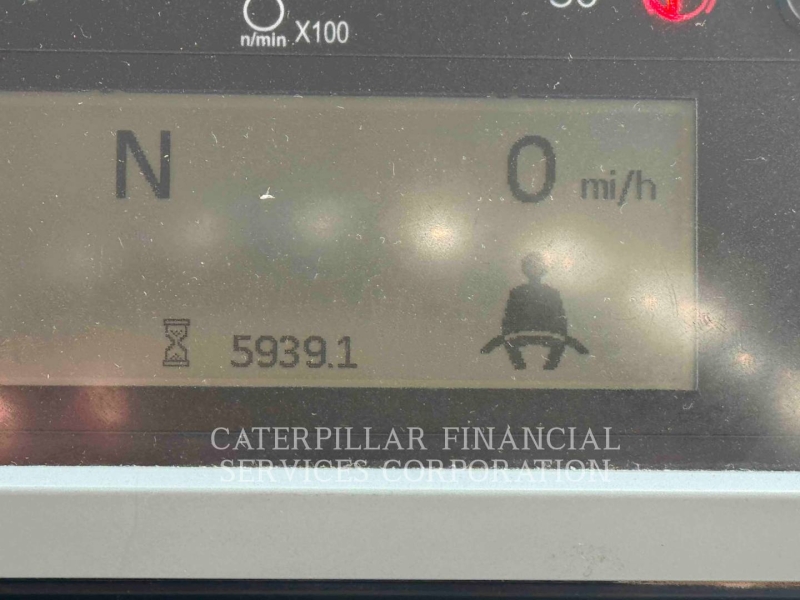 n/min X100
N 0 mi/h
5939.1
CATERPILLAR FINANCIAL
SERVICES CORPORATION